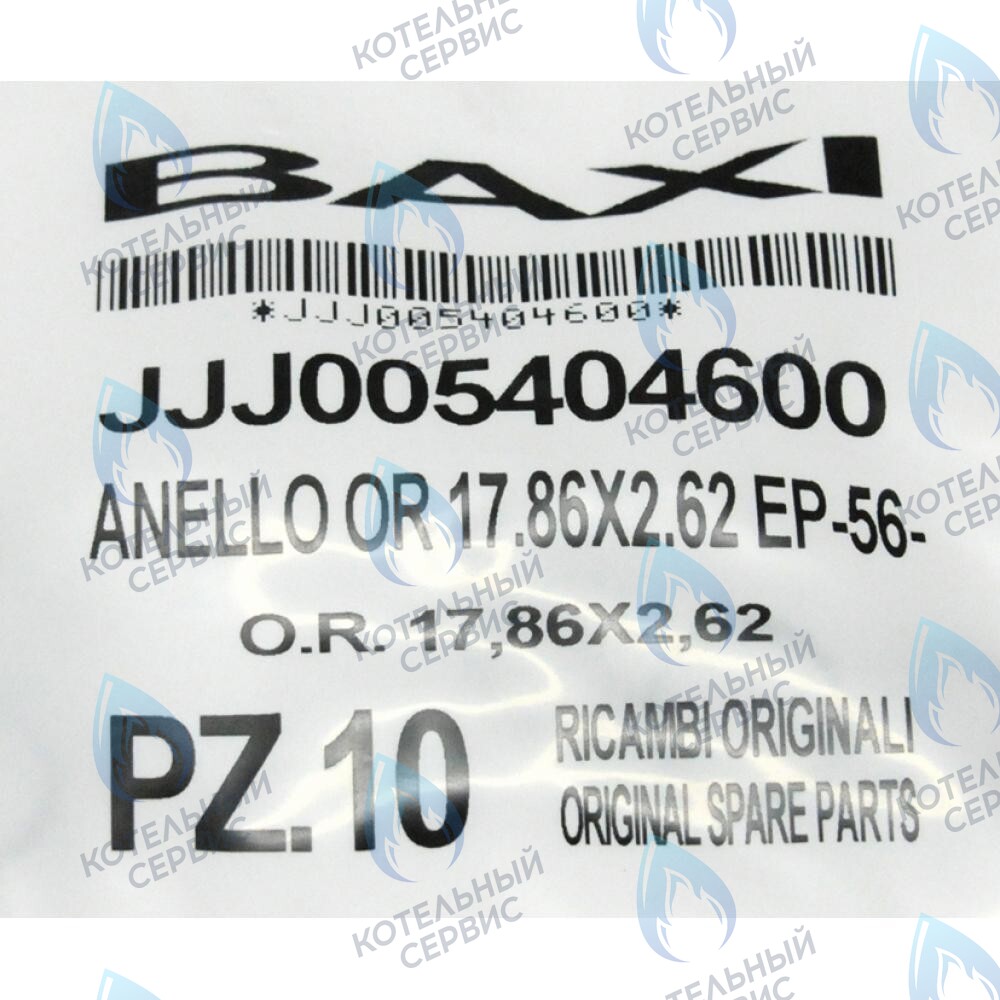 BAXI
*JJJ005404600*
JJJ005404600
ANELLO OR 17.86X2.62 EP-56-
O.R. 17,86X2,62
PZ.10
RICAMBI ORIGINALI
ORIGINAL SPARE PARTS
КОТЕЛЬНЫЙ
СЕРВИС